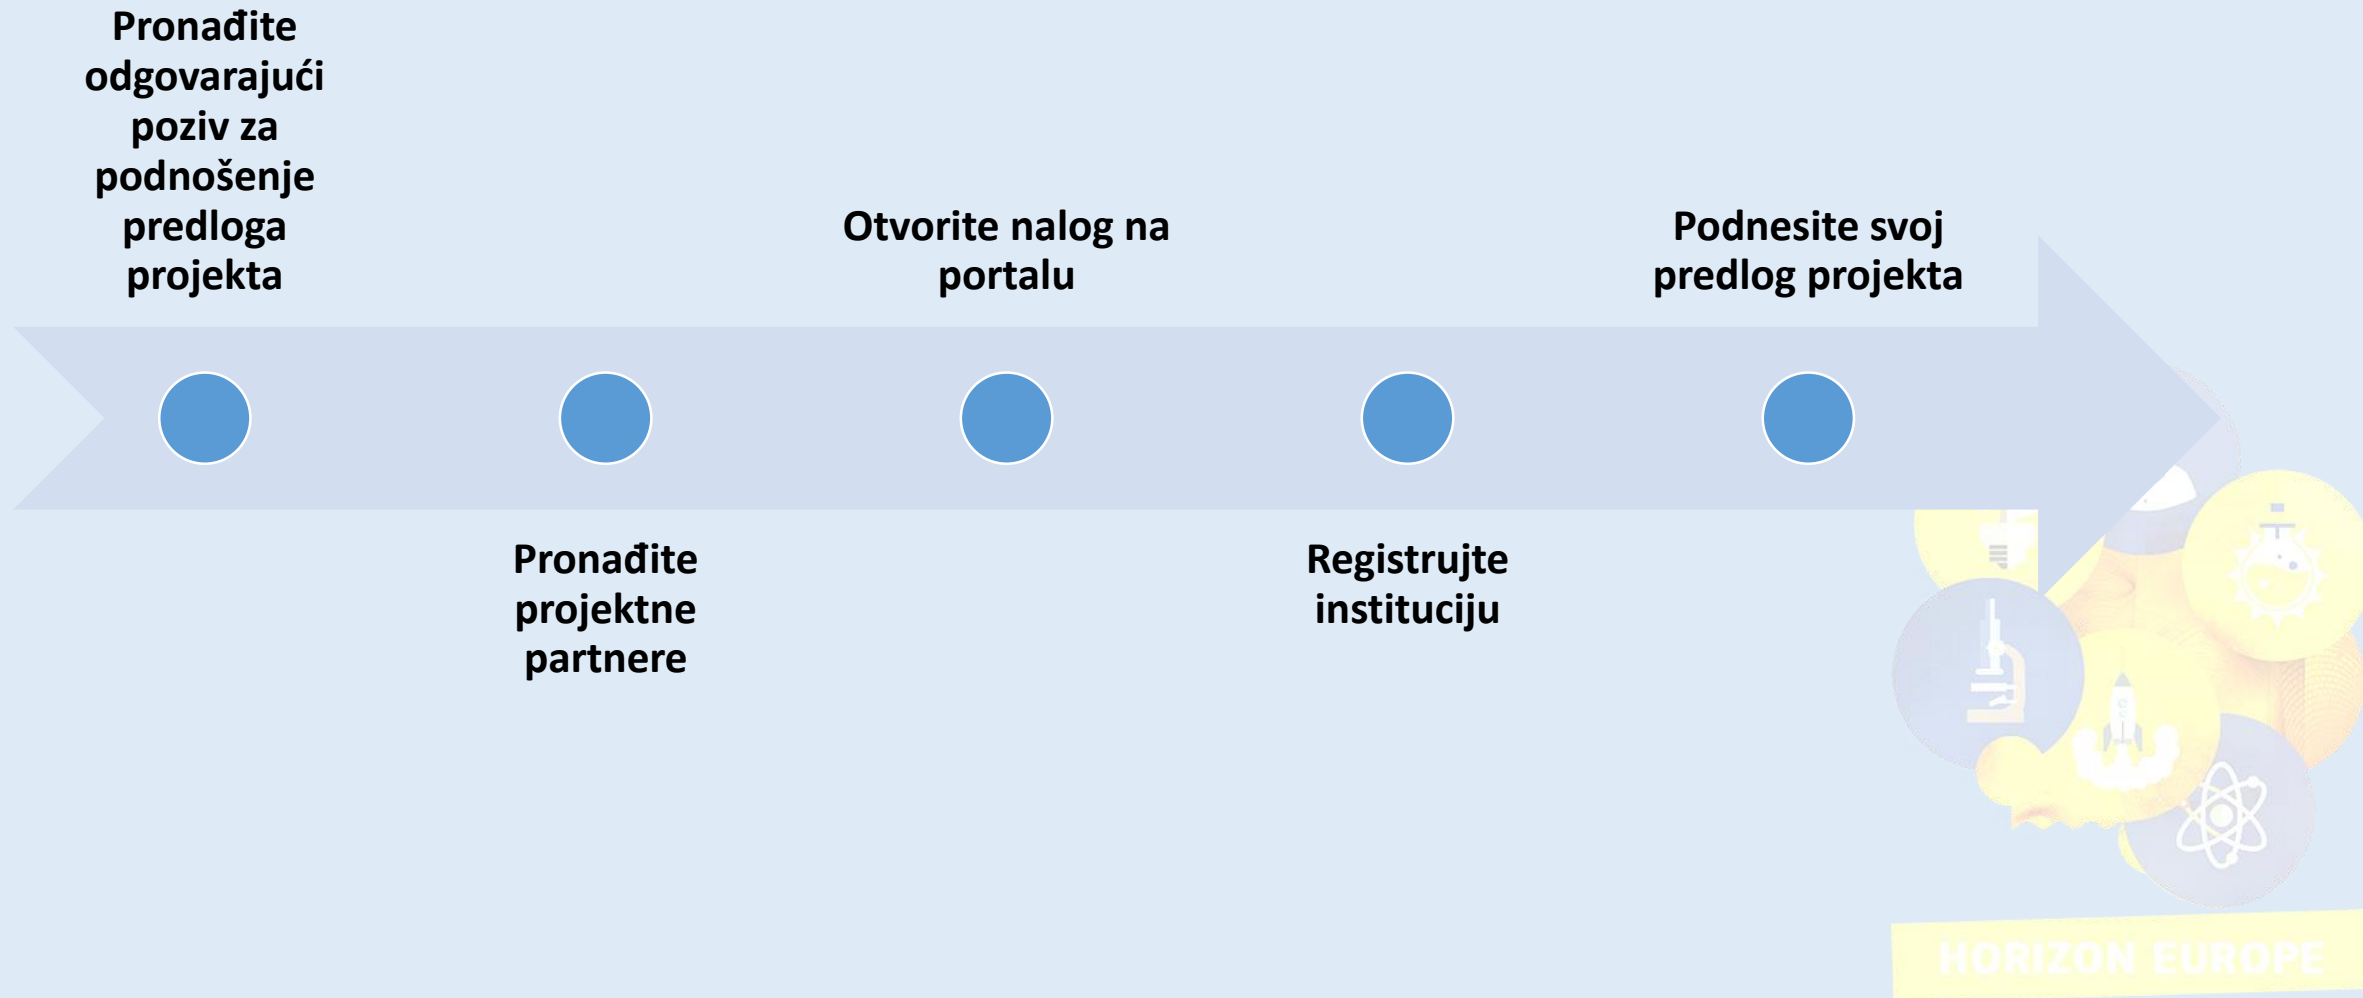 Pronađite
odgovarajući
poziv za
podnošenje
predloga
projekta
Pronađite
projektne
partnere
Otvorite nalog na
portalu
Registrujte
instituciju
Podnesite svoj
predlog projekta
HORIZON EUROPE